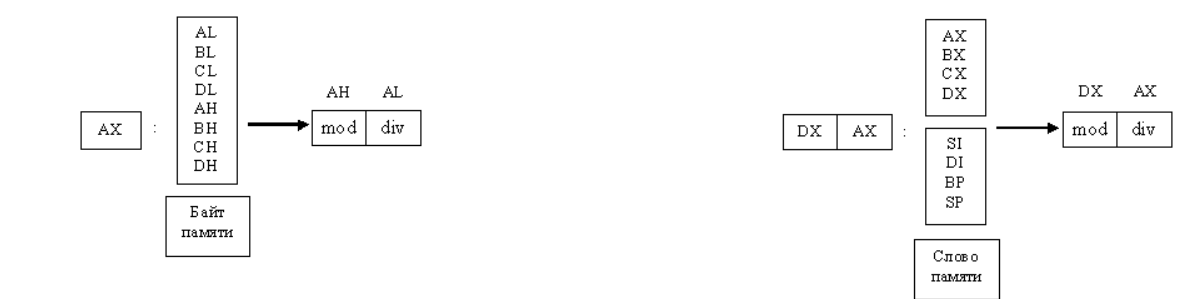 AL
BL
CL
DL
AH
BH
CH
DH
AX :
AH AL
mod div
Байт
памяти
AX
BX
CX
DX
DX AX :
SI
DI
BP
SP
DX AX
mod div
Слово
памяти